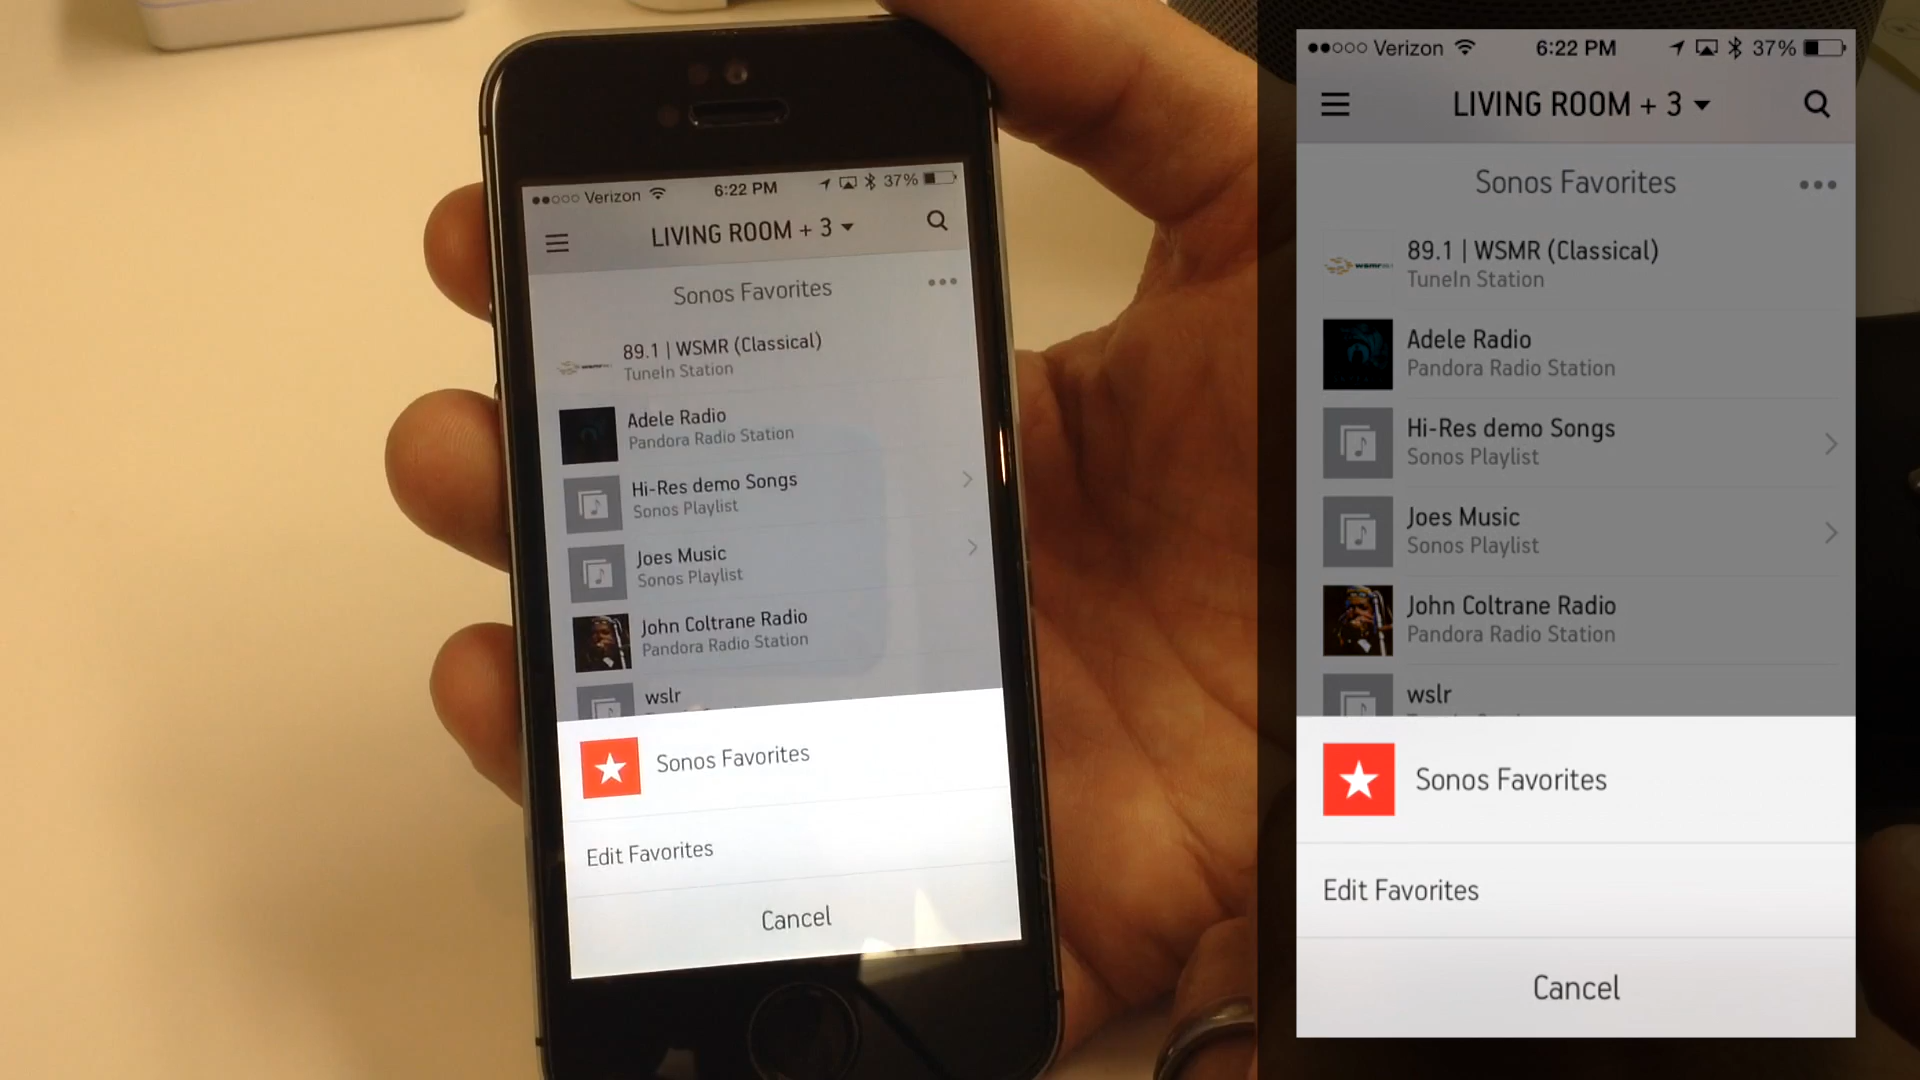 Verizon 6:22 PM 37%
LIVING ROOM + 3
Sonos Favorites
89.1 | WSMR (Classical)
TuneIn Station
Adele Radio
Pandora Radio Station
Hi-Res demo Songs
Sonos Playlist
Joes Music
Sonos Playlist
John Coltrane Radio
Pandora Radio Station
wslr
Sonos Favorites
Edit Favorites
Cancel
Verizon 6:22 PM 37%
LIVING ROOM + 3
Sonos Favorites
wsmr 89.1 | WSMR (Classical)
TuneIn Station
Adele Radio
Pandora Radio Station
Hi-Res demo Songs
Sonos Playlist
Joes Music
Sonos Playlist
John Coltrane Radio
Pandora Radio Station
wslr
Sonos Favorites
Edit Favorites
Cancel